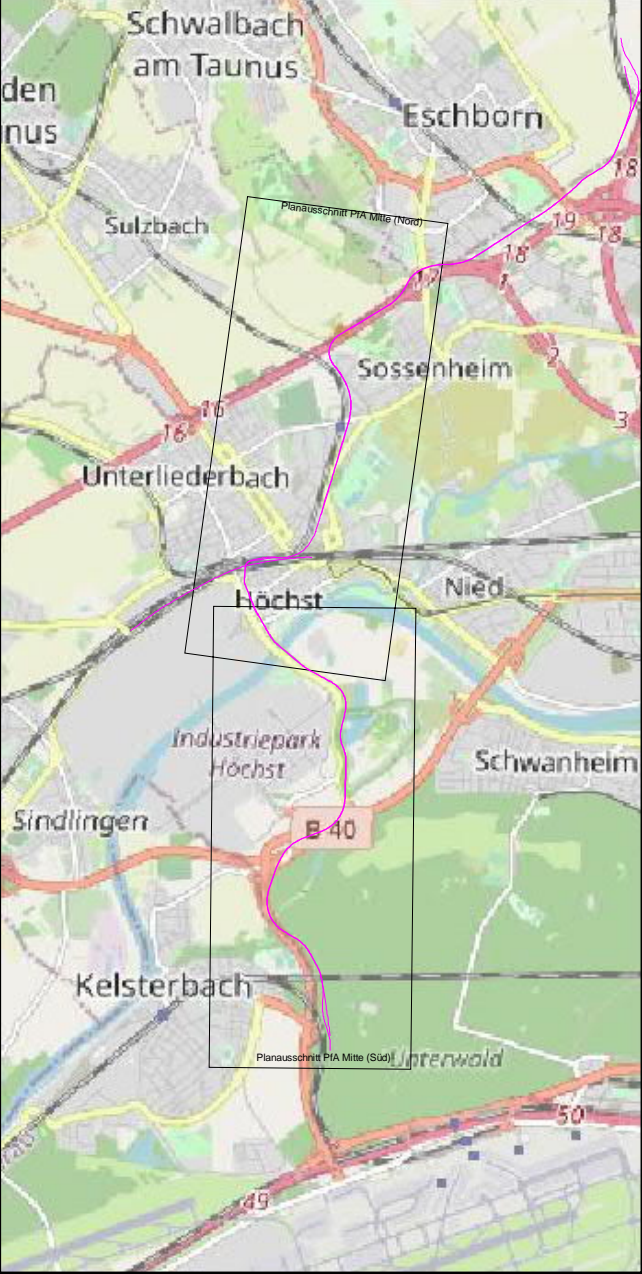 Schwalbach
am Taunus
den
nus
Eschborn
18
Planausschnitt PfA Mitte (Nord)
Sulzbach
19
18
18
17
1
2
Sossenheim
16
16
3
Unterliederbach
Nied
Höchst
Industriepark
Höchst
Schwanheim
Sindlingen
B 40
Kelsterbach
Planausschnitt PfA Mitte (Süd)
Unterwald
50
49